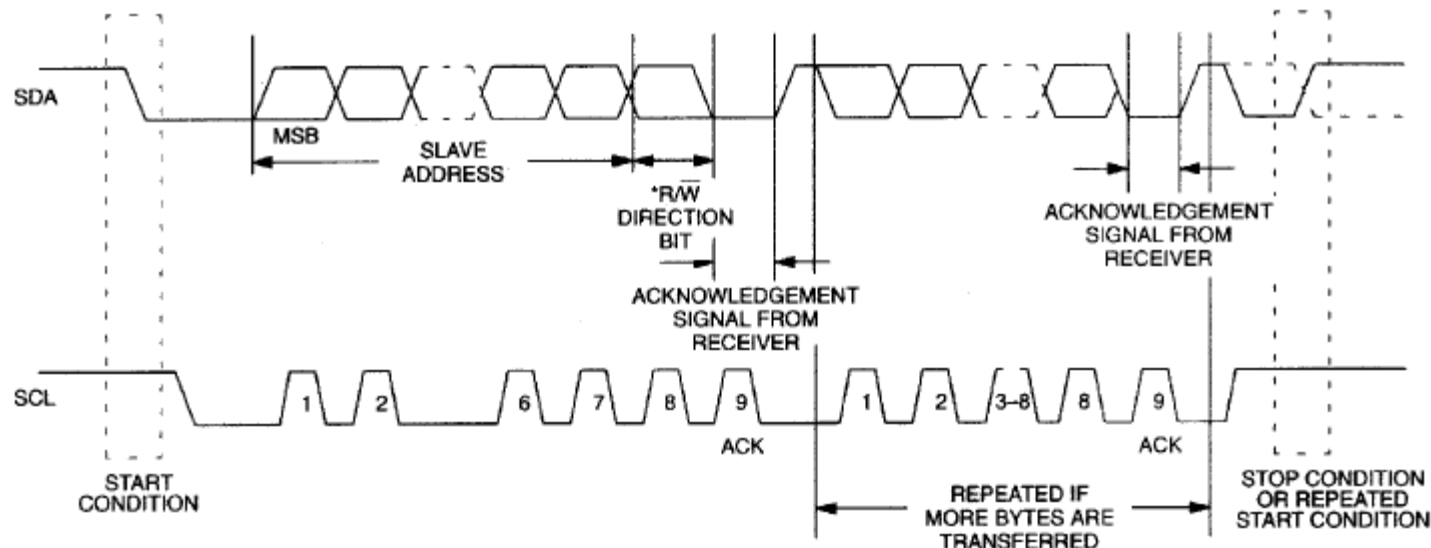 SDA
MSB
SLAVE
ADDRESS
*R/W̅
DIRECTION
BIT
ACKNOWLEDGEMENT
SIGNAL FROM
RECEIVER
ACKNOWLEDGEMENT
SIGNAL FROM
RECEIVER
SCL
1 2 6 7 8 9 1 2 3–8 8 9
ACK ACK
START
CONDITION
REPEATED IF
MORE BYTES ARE
TRANSFERRED
STOP CONDITION
OR REPEATED
START CONDITION